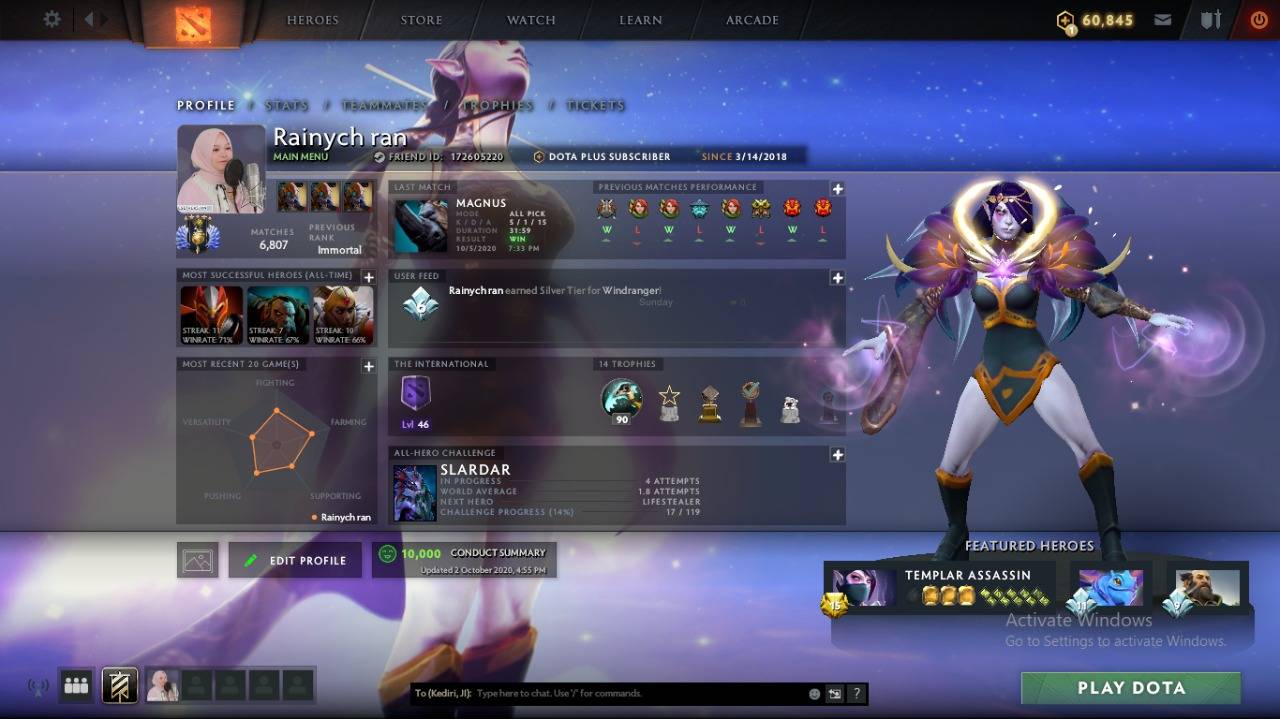 HEROES STORE WATCH LEARN ARCADE
1 60,845
PROFILE / STATS / TEAMMATES / TROPHIES / TICKETS
Rainych ran
MAIN MENU FRIEND ID: 172605220 DOTA PLUS SUBSCRIBER SINCE 3/14/2018
MATCHES
6,807
PREVIOUS
RANK
Immortal
LAST MATCH
MAGNUS
MODE ALL PICK
K / D / A 5 / 1 / 15
DURATION 31:59
RESULT WIN
10/5/2020 7:33 PM
PREVIOUS MATCHES PERFORMANCE
W L W L W L W L
MOST SUCCESSFUL HEROES (ALL-TIME)
STREAK: 11 STREAK: 7 STREAK: 10
WINRATE: 71% WINRATE: 67% WINRATE: 66%
USER FEED
6
Rainych ran earned Silver Tier for Windranger!
Sunday 0
MOST RECENT 20 GAME(S)
FIGHTING
VERSATILITY FARMING
PUSHING SUPPORTING
Rainych ran
THE INTERNATIONAL
Lvl 46
14 TROPHIES
90
ALL-HERO CHALLENGE
SLARDAR
IN PROGRESS 4 ATTEMPTS
WORLD AVERAGE 1.8 ATTEMPTS
NEXT HERO LIFESTEALER
CHALLENGE PROGRESS (14%) 17 / 119
EDIT PROFILE
10,000 CONDUCT SUMMARY
Updated 2 October 2020, 4:55 PM
FEATURED HEROES
TEMPLAR ASSASSIN
15 11 9
Activate Windows
Go to Settings to activate Windows.
To (Kediri, JI): Type here to chat. Use '/' for commands.
?
PLAY DOTA